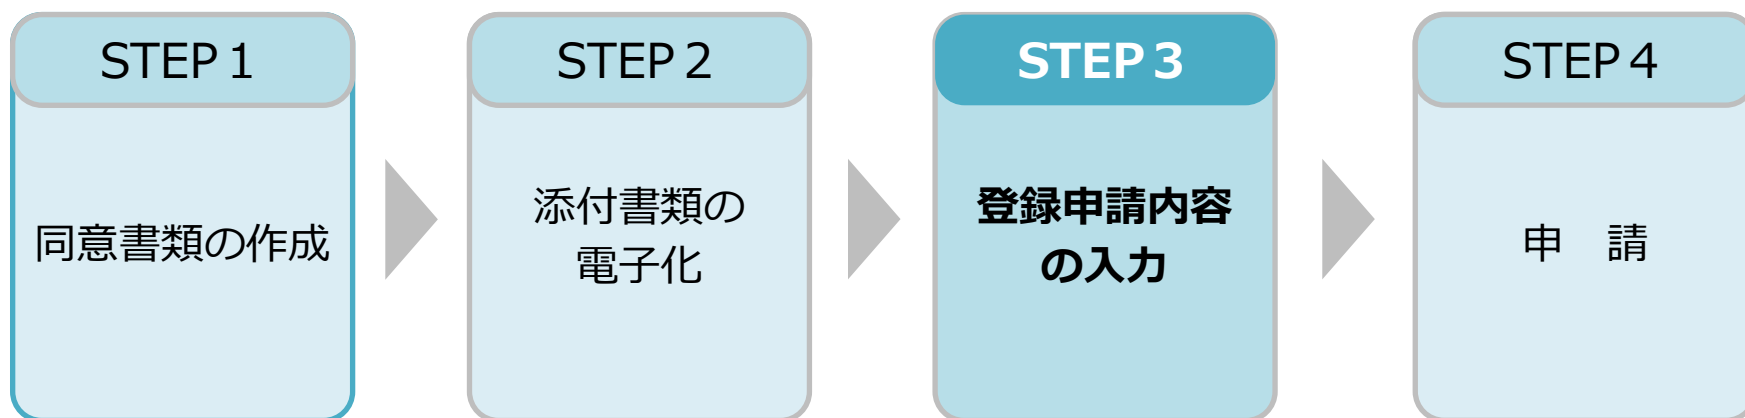 STEP 1
同意書類の作成
STEP 2
添付書類の
電子化
STEP 3
登録申請内容
の入力
STEP 4
申　請